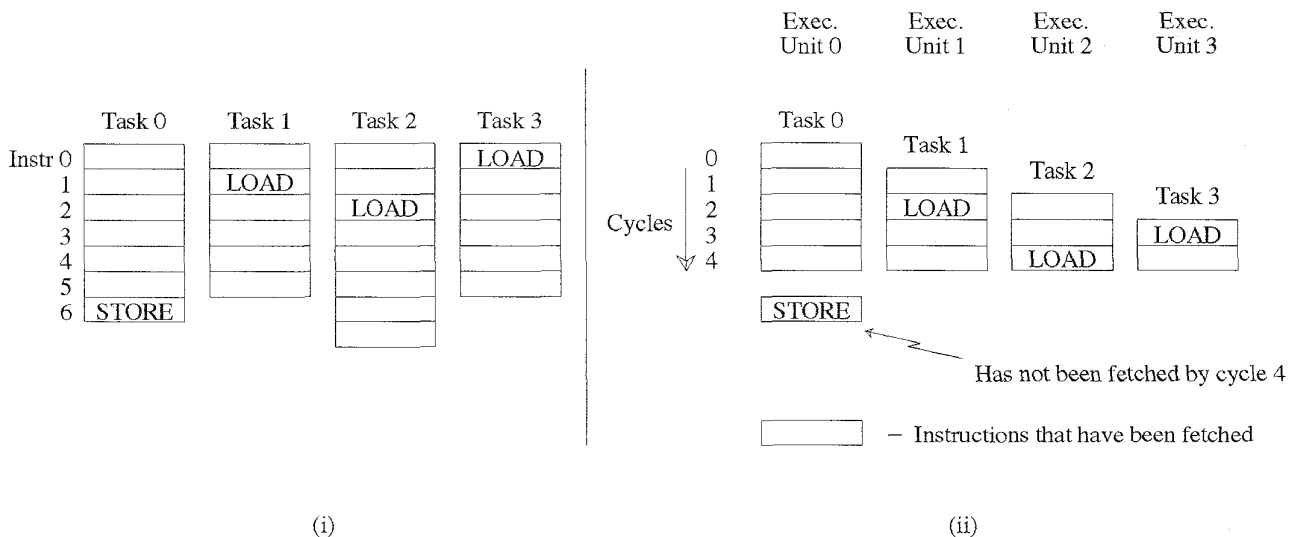 Exec. Exec. Exec. Exec.
Unit 0 Unit 1 Unit 2 Unit 3
Task 0 Task 1 Task 2 Task 3
Instr 0
1
2
3
4
5
6
LOAD
LOAD
LOAD
STORE
(i)
Task 0
Task 1
Task 2
Task 3
Cycles
0
1
2
3
4
LOAD
LOAD
LOAD
STORE
Has not been fetched by cycle 4
– Instructions that have been fetched
(ii)